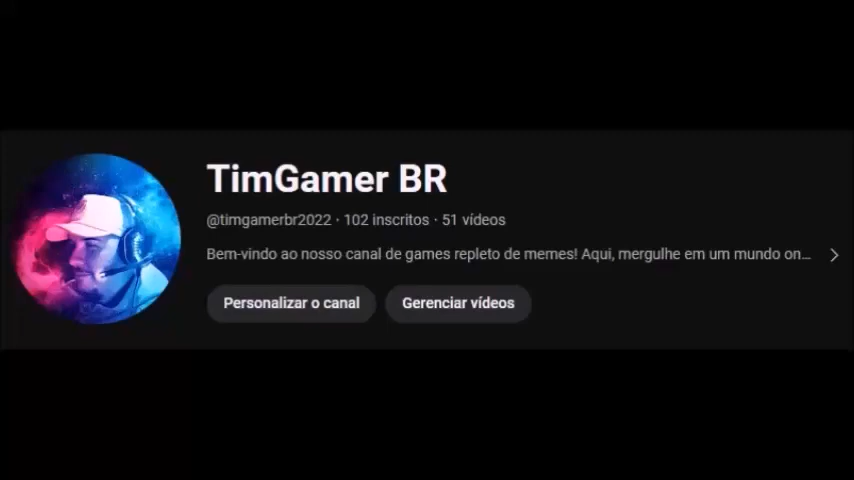 TimGamer BR
@timgamerbr2022 · 102 inscritos · 51 vídeos
Bem-vindo ao nosso canal de games repleto de memes! Aqui, mergulhe em um mundo on...
Personalizar o canal Gerenciar vídeos